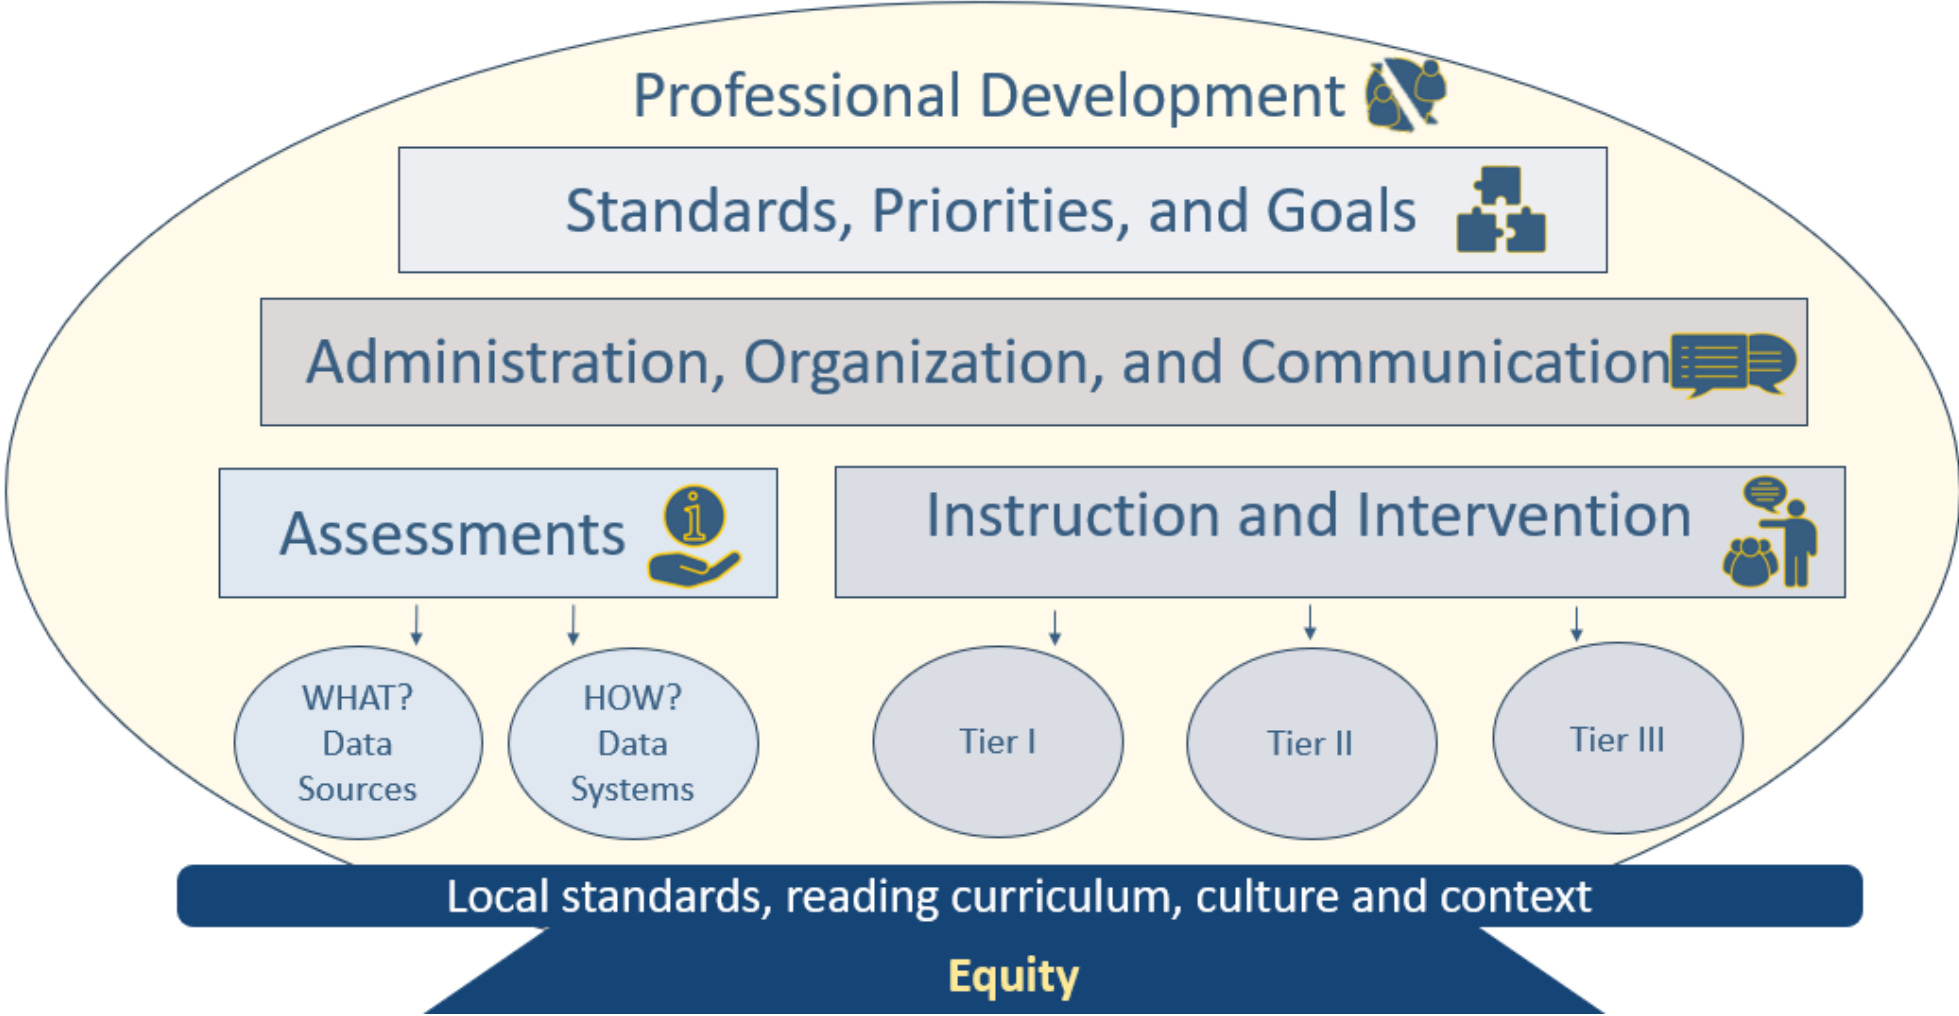 Professional Development
Standards, Priorities, and Goals
Administration, Organization, and Communication
Assessments
Instruction and Intervention
WHAT?
Data
Sources
HOW?
Data
Systems
Tier I
Tier II
Tier III
Local standards, reading curriculum, culture and context
Equity